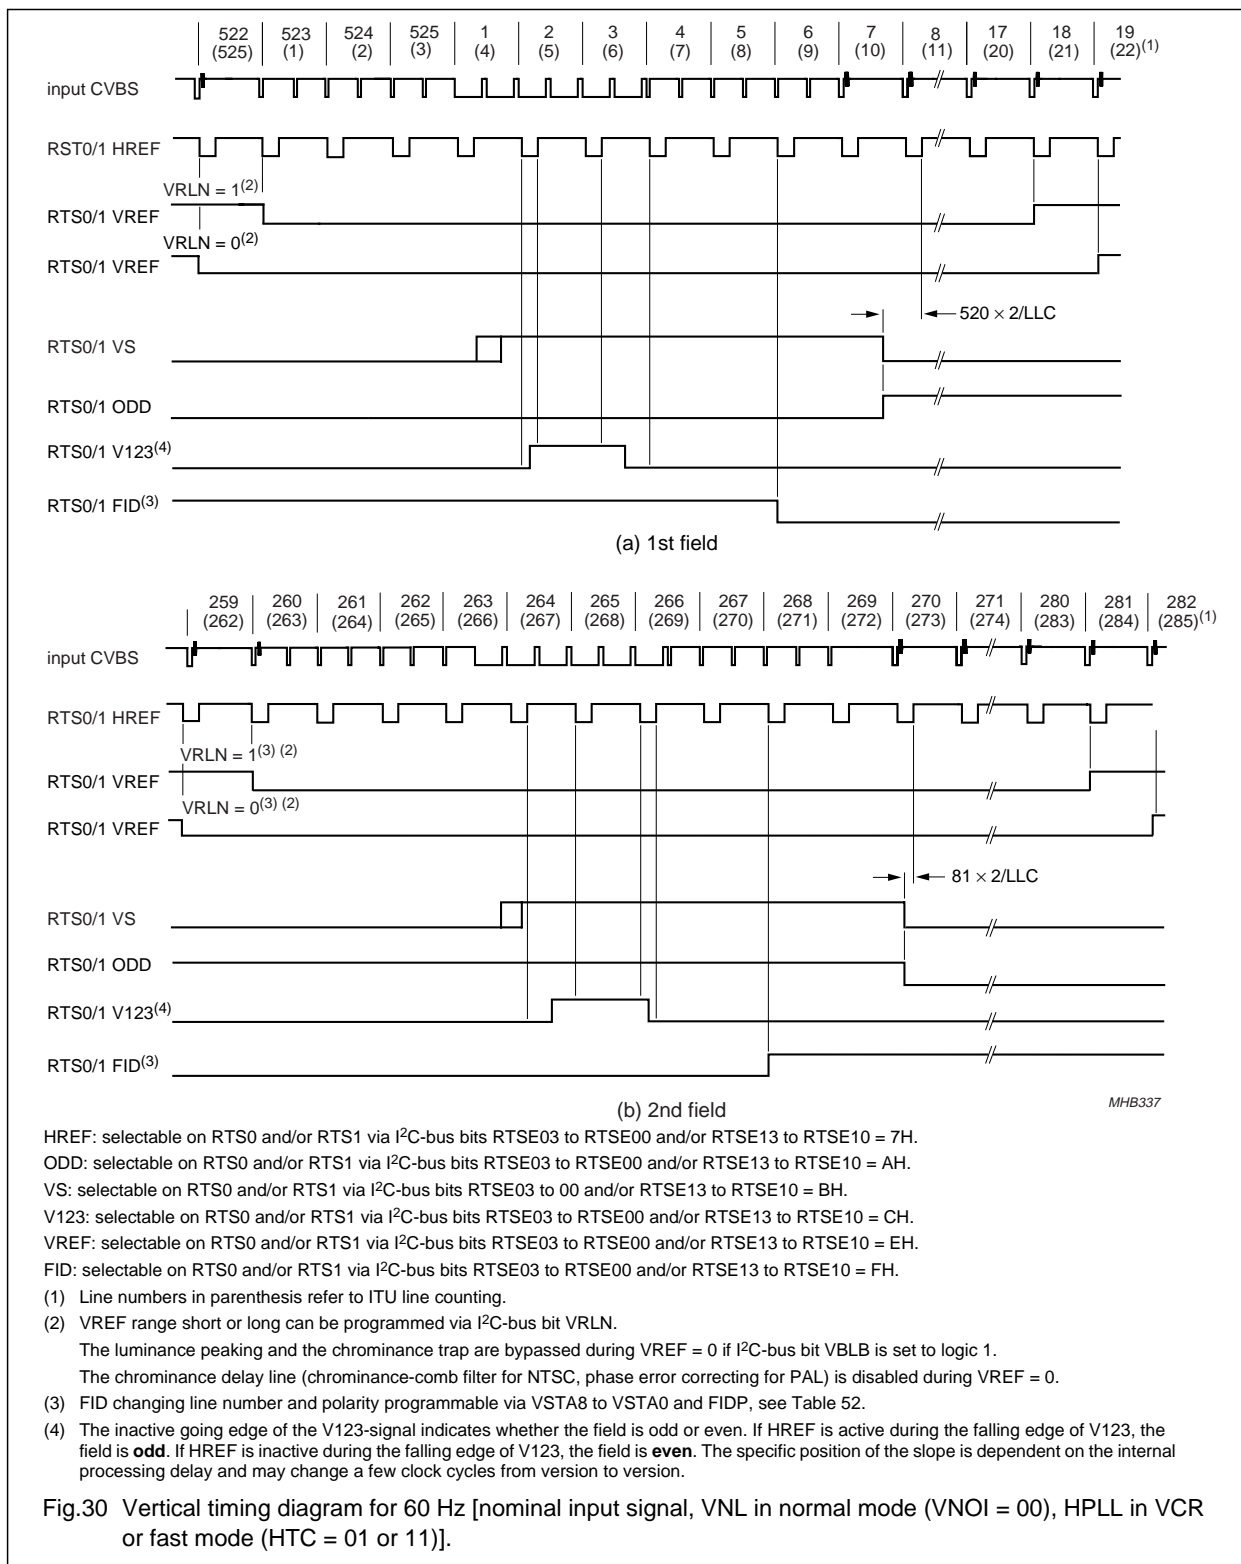 522 523 524 525 1 2 3 4 5 6 7 8 17 18 19
(525) (1) (2) (3) (4) (5) (6) (7) (8) (9) (10) (11) (20) (21) (22)(1)
input CVBS
RST0/1 HREF
VRLN = 1(2)
RTS0/1 VREF
VRLN = 0(2)
RTS0/1 VREF
520 × 2/LLC
RTS0/1 VS
RTS0/1 ODD
RTS0/1 V123(4)
RTS0/1 FID(3)
(a) 1st field
259 260 261 262 263 264 265 266 267 268 269 270 271 280 281 282
(262) (263) (264) (265) (266) (267) (268) (269) (270) (271) (272) (273) (274) (283) (284) (285)(1)
input CVBS
RTS0/1 HREF
VRLN = 1(3) (2)
RTS0/1 VREF
VRLN = 0(3) (2)
RTS0/1 VREF
81 × 2/LLC
RTS0/1 VS
RTS0/1 ODD
RTS0/1 V123(4)
RTS0/1 FID(3)
(b) 2nd field
MHB337
HREF: selectable on RTS0 and/or RTS1 via I2C-bus bits RTSE03 to RTSE00 and/or RTSE13 to RTSE10 = 7H.
ODD: selectable on RTS0 and/or RTS1 via I2C-bus bits RTSE03 to RTSE00 and/or RTSE13 to RTSE10 = AH.
VS: selectable on RTS0 and/or RTS1 via I2C-bus bits RTSE03 to 00 and/or RTSE13 to RTSE10 = BH.
V123: selectable on RTS0 and/or RTS1 via I2C-bus bits RTSE03 to RTSE00 and/or RTSE13 to RTSE10 = CH.
VREF: selectable on RTS0 and/or RTS1 via I2C-bus bits RTSE03 to RTSE00 and/or RTSE13 to RTSE10 = EH.
FID: selectable on RTS0 and/or RTS1 via I2C-bus bits RTSE03 to RTSE00 and/or RTSE13 to RTSE10 = FH.
(1) Line numbers in parenthesis refer to ITU line counting.
(2) VREF range short or long can be programmed via I2C-bus bit VRLN.
The luminance peaking and the chrominance trap are bypassed during VREF = 0 if I2C-bus bit VBLB is set to logic 1.
The chrominance delay line (chrominance-comb filter for NTSC, phase error correcting for PAL) is disabled during VREF = 0.
(3) FID changing line number and polarity programmable via VSTA8 to VSTA0 and FIDP, see Table 52.
(4) The inactive going edge of the V123-signal indicates whether the field is odd or even. If HREF is active during the falling edge of V123, the
field is odd. If HREF is inactive during the falling edge of V123, the field is even. The specific position of the slope is dependent on the internal
processing delay and may change a few clock cycles from version to version.
Fig.30 Vertical timing diagram for 60 Hz [nominal input signal, VNL in normal mode (VNOI = 00), HPLL in VCR
or fast mode (HTC = 01 or 11)].